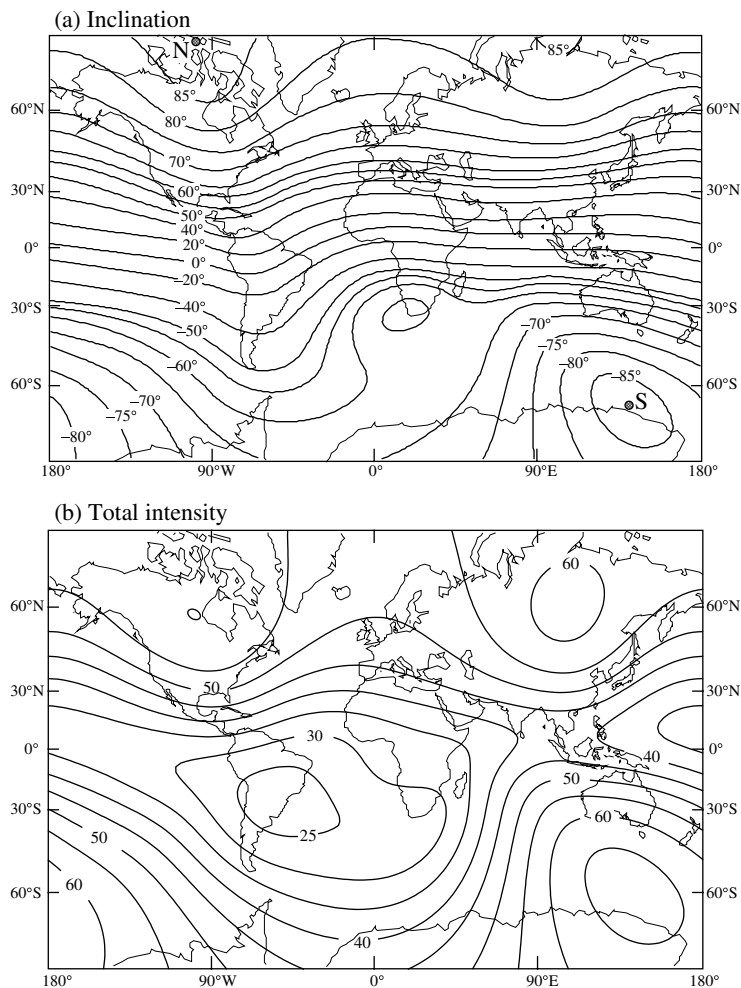 (a) Inclination
N
85°
85°
80°
60°N 60°N
70°
30°N 60° 30°N
50°
40°
20°
0° 0° 0°
–20°
30°S –40° 30°S
–50° –70°
–75°
–60° –80°
60°S –85° 60°S
–70° S
–75°
–80°
180° 90°W 0° 90°E 180°
(b) Total intensity
60
60°N 60°N
50
30°N 30°N
30
0° 40 0°
50
30°S 60 30°S
50 25
60
60°S 60°S
40
180° 90°W 0° 90°E 180°